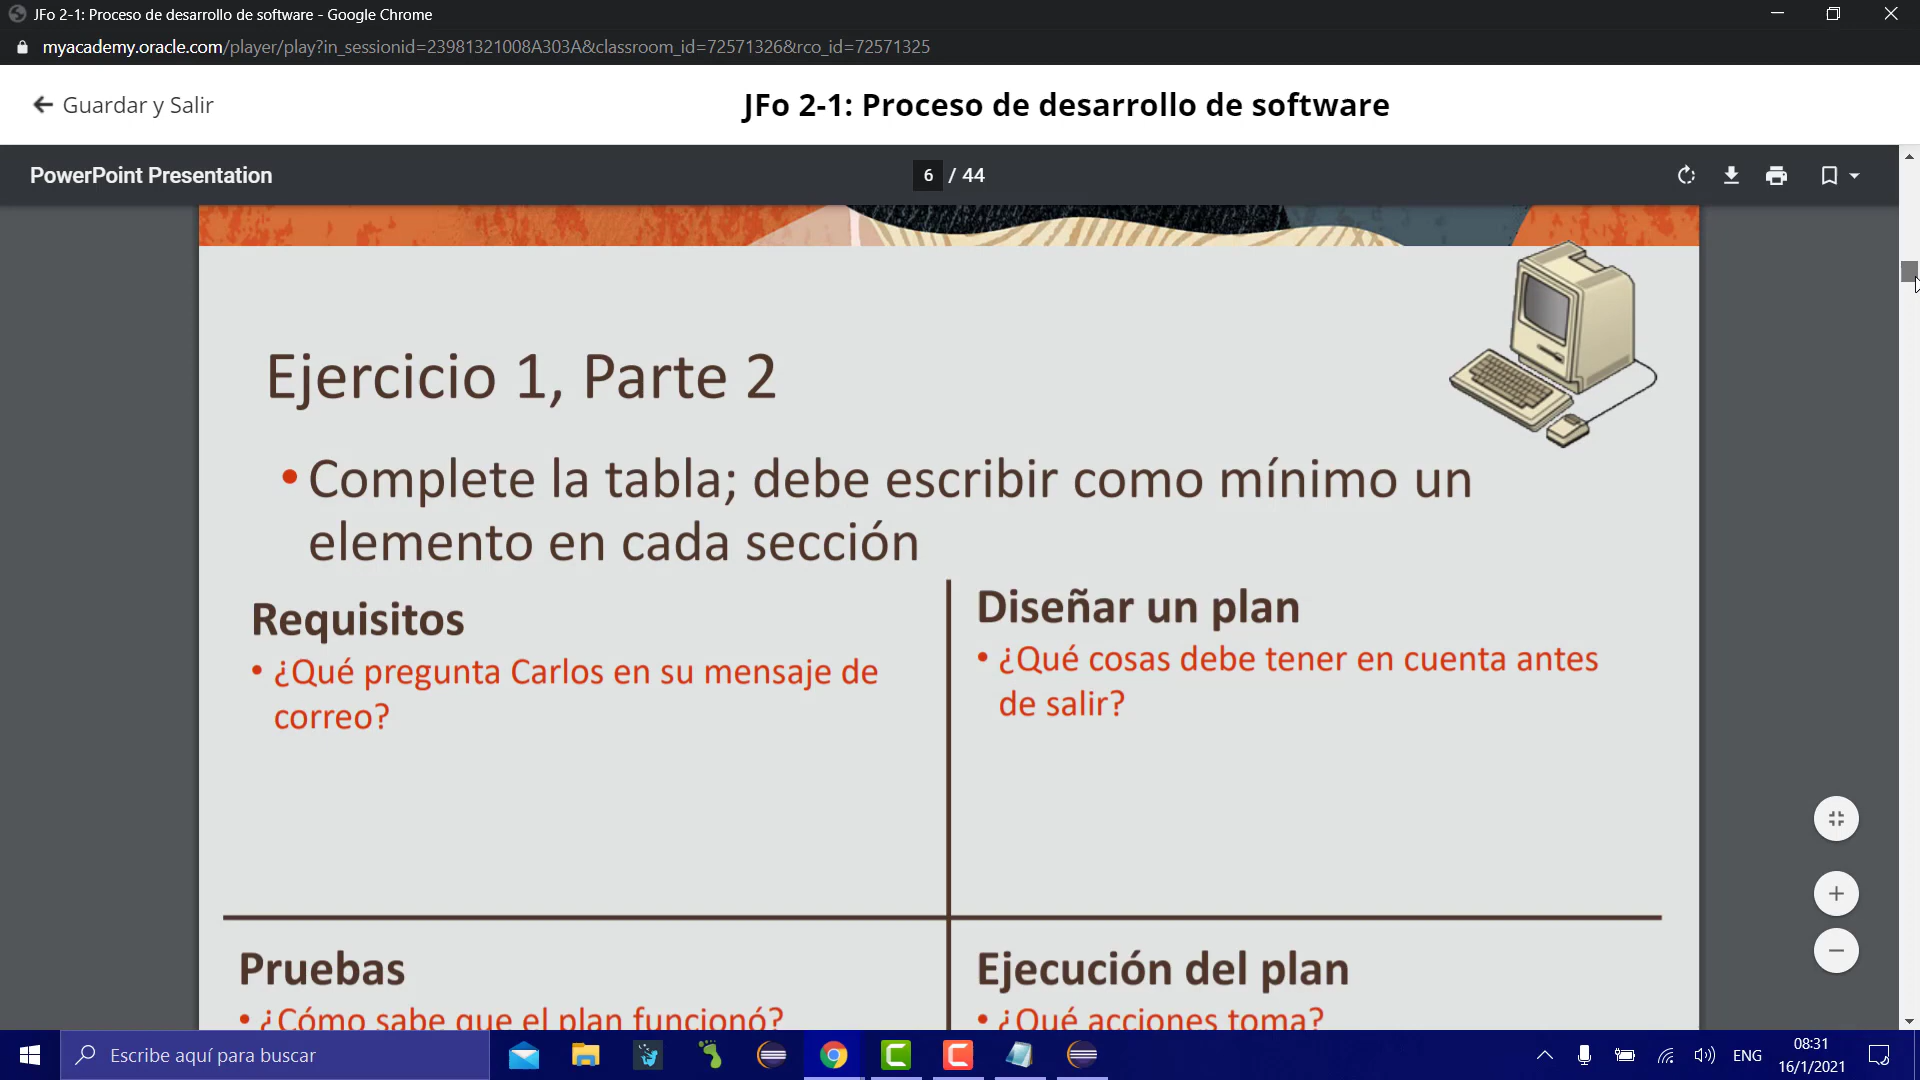 JFo 2-1: Proceso de desarrollo de software - Google Chrome
myacademy.oracle.com/player/play?in_sessionid=23981321008A303A&classroom_id=72571326&rco_id=72571325
Guardar y Salir
JFo 2-1: Proceso de desarrollo de software
PowerPoint Presentation
6 / 44
Ejercicio 1, Parte 2
• Complete la tabla; debe escribir como mínimo un
elemento en cada sección
Requisitos
• ¿Qué pregunta Carlos en su mensaje de
correo?
Diseñar un plan
• ¿Qué cosas debe tener en cuenta antes
de salir?
Pruebas
• ¿Cómo sabe que el plan funcionó?
Ejecución del plan
• ¿Qué acciones toma?
Escribe aquí para buscar
ENG
08:31
16/1/2021